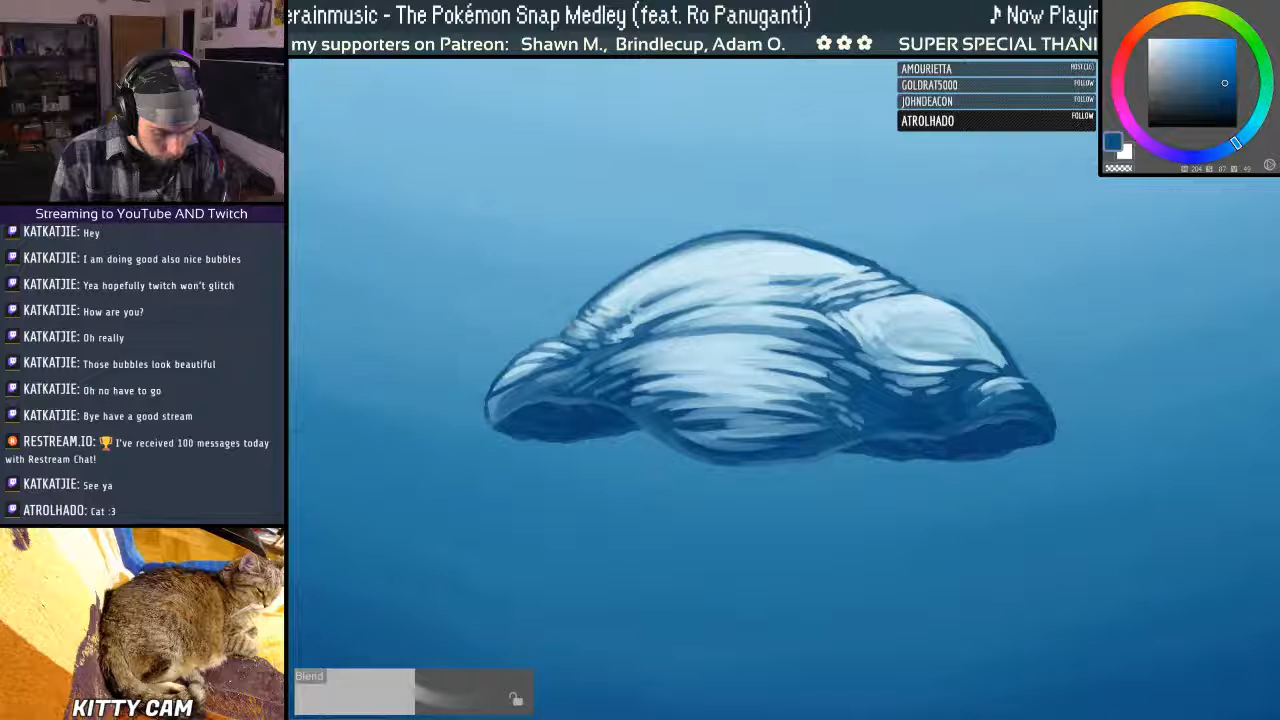 erainmusic - The Pokémon Snap Medley (feat. Ro Panuganti) ♪ Now Playin
my supporters on Patreon: Shawn M., Brindlecup, Adam O. ✿ ✿ ✿ SUPER SPECIAL THANK
AMOURIETTA
GOLDRAT5000 FOLLOW
JOHNDEACON FOLLOW
ATROLHADO FOLLOW
Streaming to YouTube AND Twitch
KATKATJIE: Hey
KATKATJIE: I am doing good also nice bubbles
KATKATJIE: Yea hopefully twitch won't glitch
KATKATJIE: How are you?
KATKATJIE: Oh really
KATKATJIE: Those bubbles look beautiful
KATKATJIE: Oh no have to go
KATKATJIE: Bye have a good stream
RESTREAM.IO: 🏆 I've received 100 messages today
with Restream Chat!
KATKATJIE: See ya
ATROLHADO: Cat :3
KITTY CAM
Blend